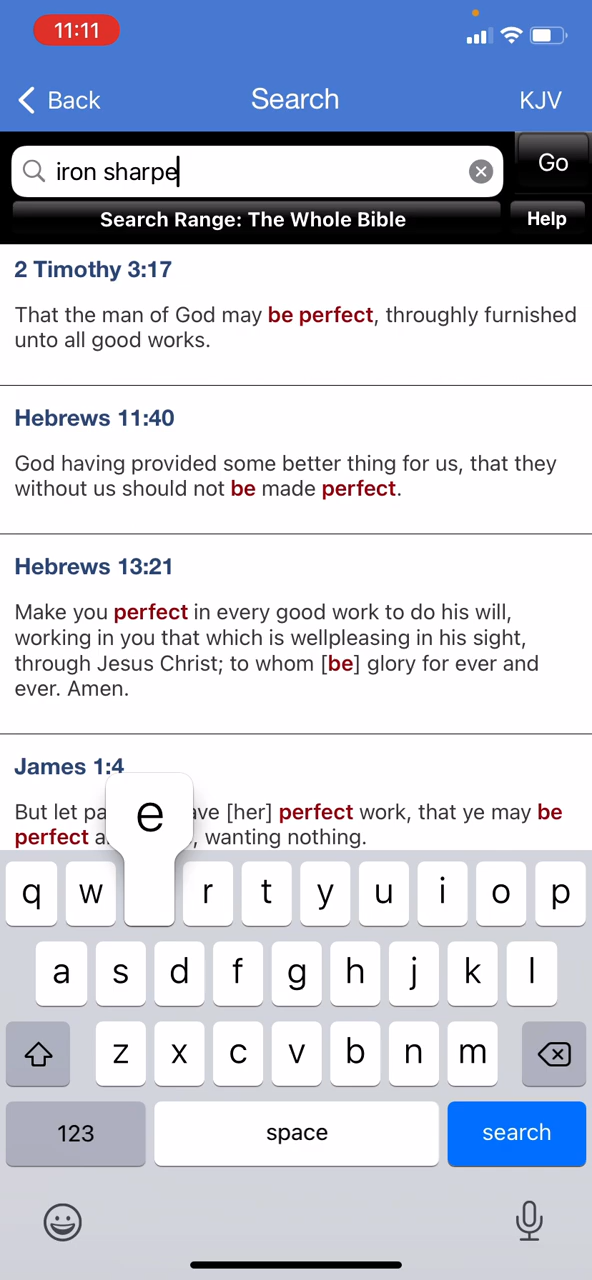 11:11
Back Search KJV
iron sharpe Go
Search Range: The Whole Bible Help
2 Timothy 3:17
That the man of God may be perfect, throughly furnished
unto all good works.
Hebrews 11:40
God having provided some better thing for us, that they
without us should not be made perfect.
Hebrews 13:21
Make you perfect in every good work to do his will,
working in you that which is wellpleasing in his sight,
through Jesus Christ; to whom [be] glory for ever and
ever. Amen.
James 1:4
But let [her] perfect work, that ye may be
perfect wanting nothing.
e
q w r t y u i o p
a s d f g h j k l
z x c v b n m
123 space search